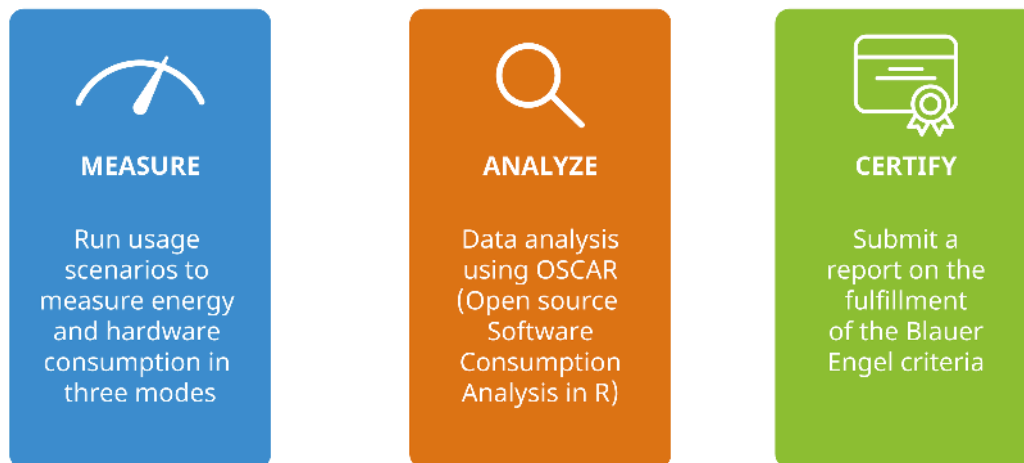 MEASURE
Run usage
scenarios to
measure energy
and hardware
consumption in
three modes
ANALYZE
Data analysis
using OSCAR
(Open source
Software
Consumption
Analysis in R)
CERTIFY
Submit a
report on the
fulfillment
of the Blauer
Engel criteria